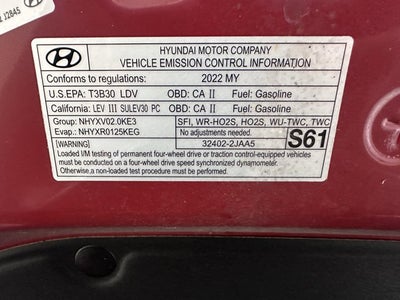 J28A5
HYUNDAI MOTOR COMPANY
VEHICLE EMISSION CONTROL INFORMATION
Conforms to regulations: 2022 MY
U.S.EPA: T3B30 LDV OBD: CA II Fuel: Gasoline
California: LEV III SULEV30 PC OBD: CA II Fuel: Gasoline
Group: NHYXV02.0KE3 SFI, WR-HO2S, HO2S, WU-TWC, TWC
Evap.: NHYXR0125KEG No adjustments needed. S61
[WARNING] 32402-2JAA5
Loaded I/M testing of permanent four-wheel drive or traction control-equipped vehicles
must be conducted on a four-wheel drive, speed synchronizing dynamometer.
Otherwise, a non-loaded test procedure must be performed.